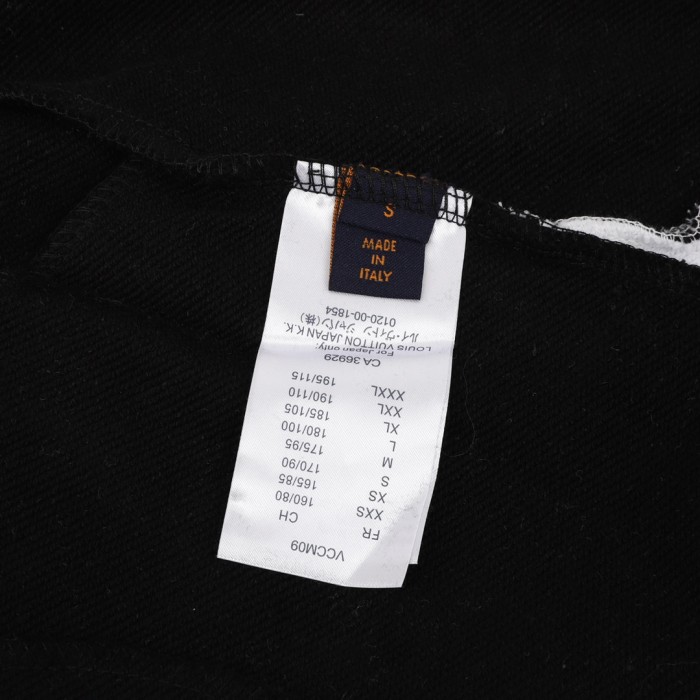 S
MADE
IN
ITALY
VCCM09
FR CH
XXS 160/80
XS 165/85
S 170/90
M 175/95
L 180/100
XL 185/105
XXL 190/110
XXXL 195/115
CA 36929
For Japan only:
LOUIS VUITTON JAPAN K.K.
ルイ・ヴィトン ジャパン(株)
0120-00-1854